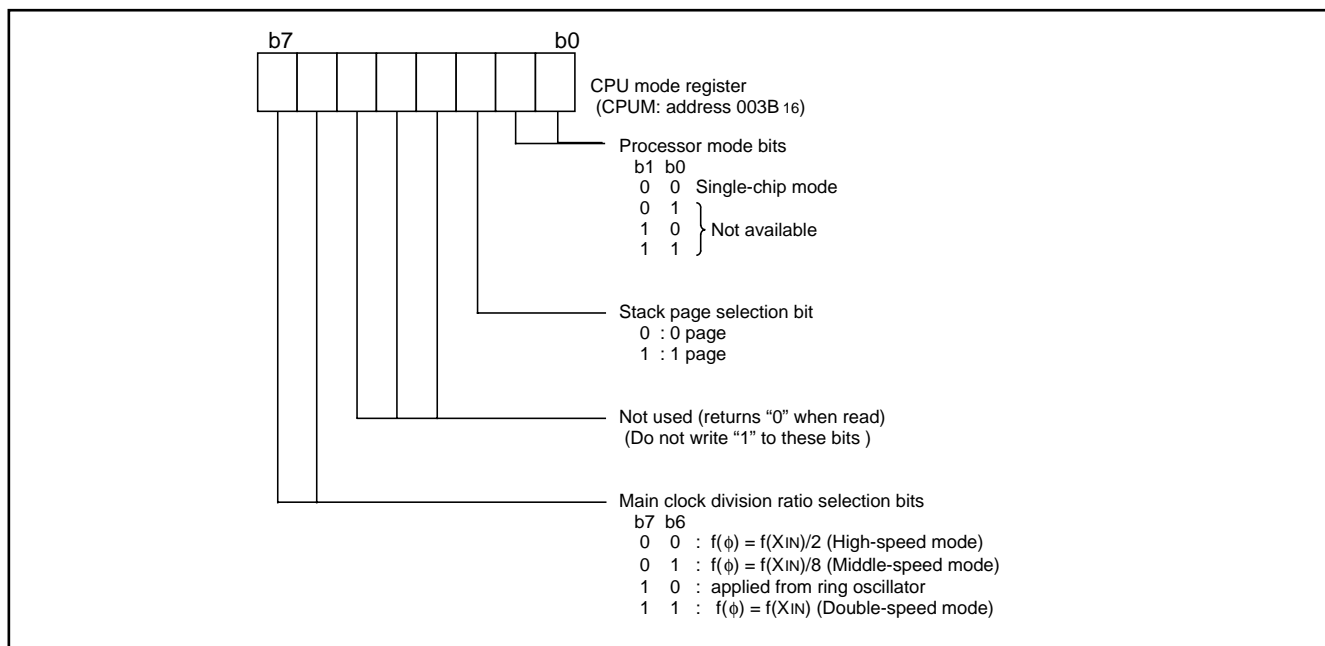 b7 b0
CPU mode register
(CPUM: address 003B 16)
Processor mode bits
b1 b0
0 0 Single-chip mode
0 1
1 0 Not available
1 1
Stack page selection bit
0 : 0 page
1 : 1 page
Not used (returns “0” when read)
(Do not write “1” to these bits )
Main clock division ratio selection bits
b7 b6
0 0 : f(ϕ) = f(XIN)/2 (High-speed mode)
0 1 : f(ϕ) = f(XIN)/8 (Middle-speed mode)
1 0 : applied from ring oscillator
1 1 : f(ϕ) = f(XIN) (Double-speed mode)